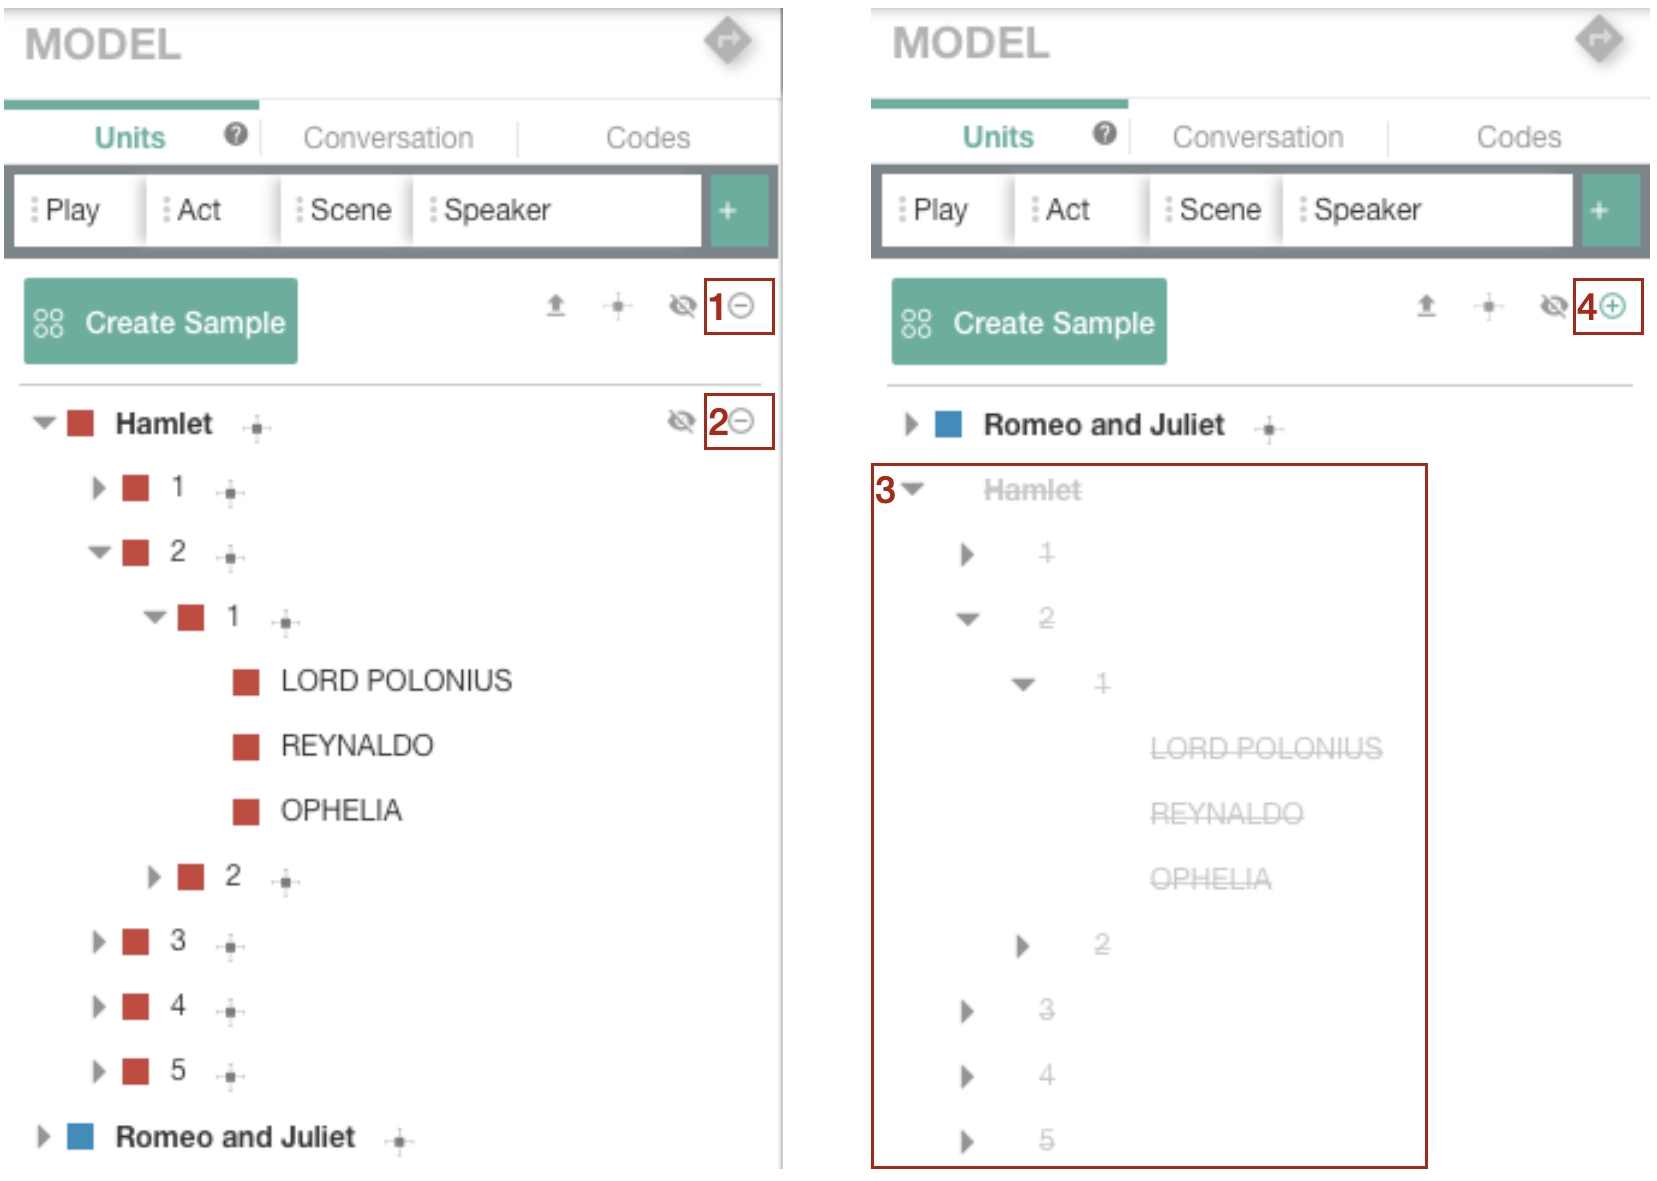 MODEL
Units ? Conversation Codes
Play Act Scene Speaker +
Create Sample 1
Hamlet 2
1
2
1
LORD POLONIUS
REYNALDO
OPHELIA
2
3
4
5
Romeo and Juliet
MODEL
Units ? Conversation Codes
Play Act Scene Speaker +
Create Sample 4
Romeo and Juliet
3 Hamlet
1
2
1
LORD POLONIUS
REYNALDO
OPHELIA
2
3
4
5